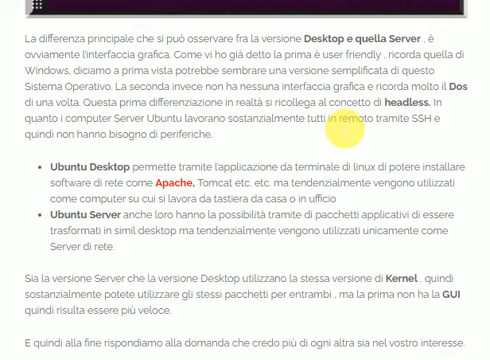 La differenza principale che si può osservare fra la versione Desktop e quella Server , è
ovviamente l'interfaccia grafica. Come vi ho già detto la prima è user friendly , ricorda quella di
Windows, diciamo a prima vista potrebbe sembrare una versione semplificata di questo
Sistema Operativo. La seconda invece non ha nessuna interfaccia grafica e ricorda molto il Dos
di una volta. Questa prima differenziazione in realtà si ricollega al concetto di headless. In
quanto i computer Server Ubuntu lavorano sostanzialmente tutti in remoto tramite SSH e
quindi non hanno bisogno di periferiche.
• Ubuntu Desktop permette tramite l'applicazione da terminale di linux di potere installare
software di rete come Apache, Tomcat etc. etc. ma tendenzialmente vengono utilizzati
come computer su cui si lavora da tastiera da casa o in ufficio
• Ubuntu Server anche loro hanno la possibilità tramite di pacchetti applicativi di essere
trasformati in simil desktop ma tendenzialmente vengono utilizzati unicamente come
Server di rete.
Sia la versione Server che la versione Desktop utilizzano la stessa versione di Kernel , quindi
sostanzialmente potete utilizzare gli stessi pacchetti per entrambi , ma la prima non ha la GUI
quindi risulta essere più veloce.
E quindi alla fine rispondiamo alla domanda che credo più di ogni altra sia nel vostro interesse.